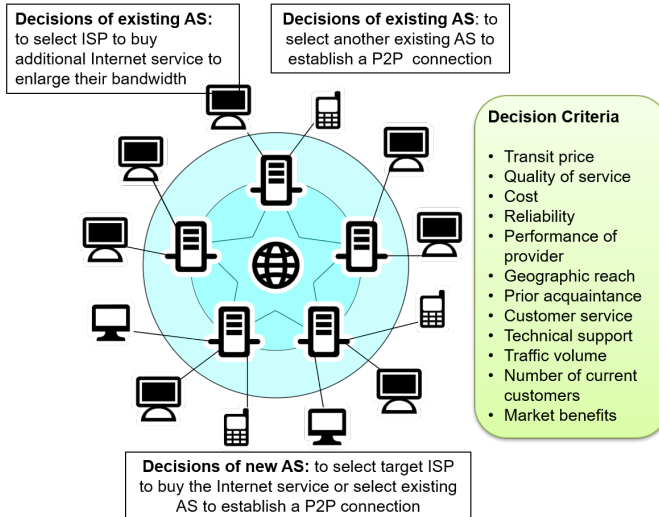 Decisions of existing AS:
to select ISP to buy
additional Internet service to
enlarge their bandwidth
Decisions of existing AS: to
select another existing AS to
establish a P2P connection
Decision Criteria
• Transit price
• Quality of service
• Cost
• Reliability
• Performance of
provider
• Geographic reach
• Prior acquaintance
• Customer service
• Technical support
• Traffic volume
• Number of current
customers
• Market benefits
Decisions of new AS: to select target ISP
to buy the Internet service or select existing
AS to establish a P2P connection